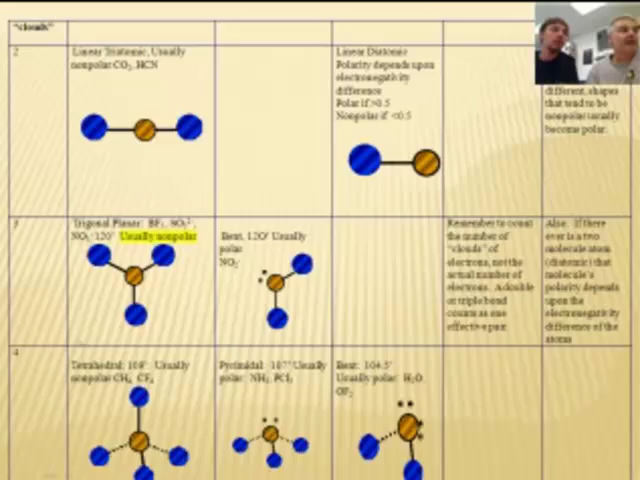 "clouds"
2
Linear Triatomic, Usually
nonpolar CO₂, HCN
Linear Diatomic
Polarity depends upon
electronegativity
difference
Polar if >0.5
Nonpolar if <0.5
different, shapes
that tend to be
nonpolar usually
become polar.
3
Trigonal Planar: BF₃,
120° Usually nonpolar
Bent, 120° Usually
polar
Remember to count
the number of
"clouds" of
electrons, not the
actual number of
electrons. A double
or triple bond
counts as one
effective pair
Also. If there
ever is a two
molecule atom
(diatomic) that
molecule's
polarity depends
upon the
electronegativity
difference of the
atoms
4
Tetrahedral; 109° Usually
nonpolar CH₄ CF₄
Pyrimidal 107° Usually
polar: NH₃, PCl₃
Bent: 104.5°
Usually polar: H₂O
OF₂